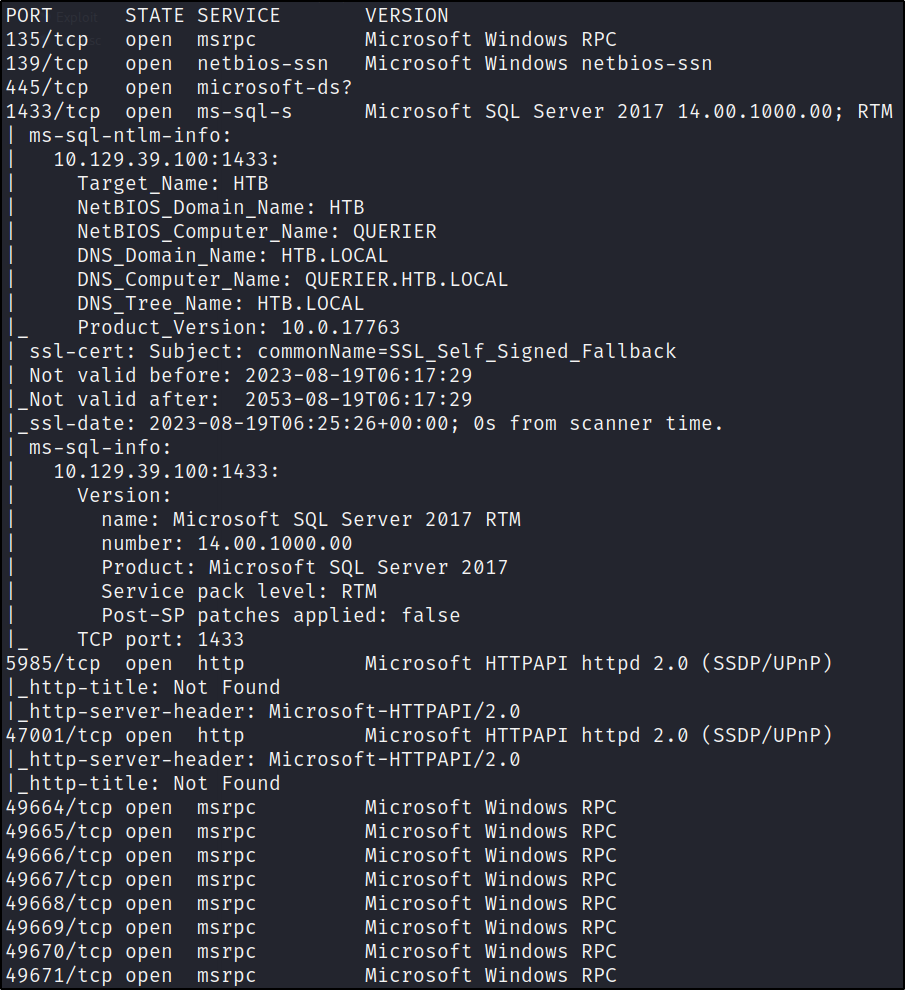 PORT      STATE SERVICE       VERSION
135/tcp   open  msrpc         Microsoft Windows RPC
139/tcp   open  netbios-ssn   Microsoft Windows netbios-ssn
445/tcp   open  microsoft-ds?
1433/tcp  open  ms-sql-s      Microsoft SQL Server 2017 14.00.1000.00; RTM
| ms-sql-ntlm-info:
|   10.129.39.100:1433:
|     Target_Name: HTB
|     NetBIOS_Domain_Name: HTB
|     NetBIOS_Computer_Name: QUERIER
|     DNS_Domain_Name: HTB.LOCAL
|     DNS_Computer_Name: QUERIER.HTB.LOCAL
|     DNS_Tree_Name: HTB.LOCAL
|_    Product_Version: 10.0.17763
| ssl-cert: Subject: commonName=SSL_Self_Signed_Fallback
| Not valid before: 2023-08-19T06:17:29
|_Not valid after:  2053-08-19T06:17:29
|_ssl-date: 2023-08-19T06:25:26+00:00; 0s from scanner time.
| ms-sql-info:
|   10.129.39.100:1433:
|     Version:
|       name: Microsoft SQL Server 2017 RTM
|       number: 14.00.1000.00
|       Product: Microsoft SQL Server 2017
|       Service pack level: RTM
|       Post-SP patches applied: false
|_    TCP port: 1433
5985/tcp  open  http          Microsoft HTTPAPI httpd 2.0 (SSDP/UPnP)
|_http-title: Not Found
|_http-server-header: Microsoft-HTTPAPI/2.0
47001/tcp open  http          Microsoft HTTPAPI httpd 2.0 (SSDP/UPnP)
|_http-server-header: Microsoft-HTTPAPI/2.0
|_http-title: Not Found
49664/tcp open  msrpc         Microsoft Windows RPC
49665/tcp open  msrpc         Microsoft Windows RPC
49666/tcp open  msrpc         Microsoft Windows RPC
49667/tcp open  msrpc         Microsoft Windows RPC
49668/tcp open  msrpc         Microsoft Windows RPC
49669/tcp open  msrpc         Microsoft Windows RPC
49670/tcp open  msrpc         Microsoft Windows RPC
49671/tcp open  msrpc         Microsoft Windows RPC